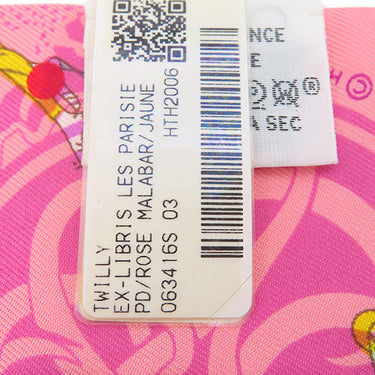 TWILLY
EX-LIBRIS LES PARISIE
PD/ROSE MALABAR/JAUNE
063416S 03
HTH2006
NCE
E
P W ®
A SEC
H ©